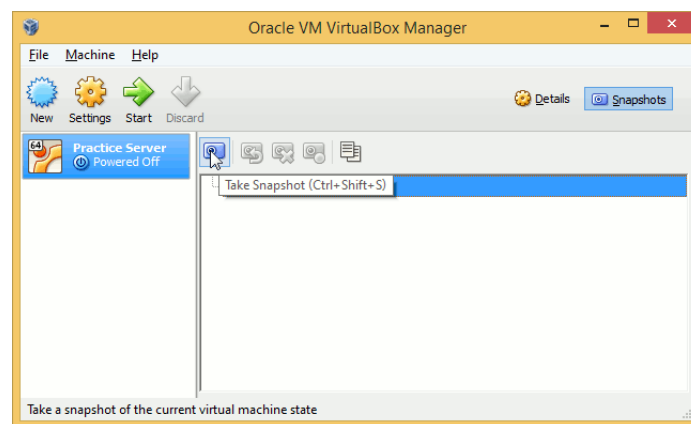 Oracle VM VirtualBox Manager
File Machine Help
New Settings Start Discard
Details Snapshots
64
Practice Server
Powered Off
Take Snapshot (Ctrl+Shift+S)
Take a snapshot of the current virtual machine state